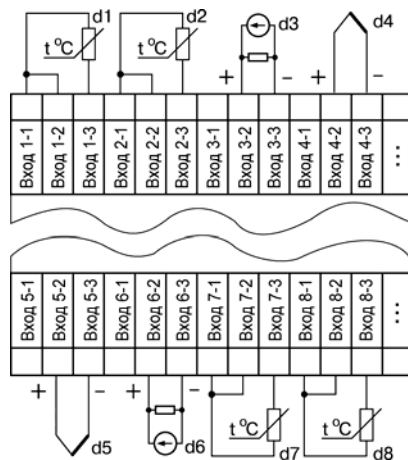 d1 d2 d3 d4
t °C t °C
+ − + −
Вход 1-1
Вход 1-2
Вход 1-3
Вход 2-1
Вход 2-2
Вход 2-3
Вход 3-1
Вход 3-2
Вход 3-3
Вход 4-1
Вход 4-2
Вход 4-3
...
Вход 5-1
Вход 5-2
Вход 5-3
Вход 6-1
Вход 6-2
Вход 6-3
Вход 7-1
Вход 7-2
Вход 7-3
Вход 8-1
Вход 8-2
Вход 8-3
...
+ − + −
t °C t °C
d5 d6 d7 d8